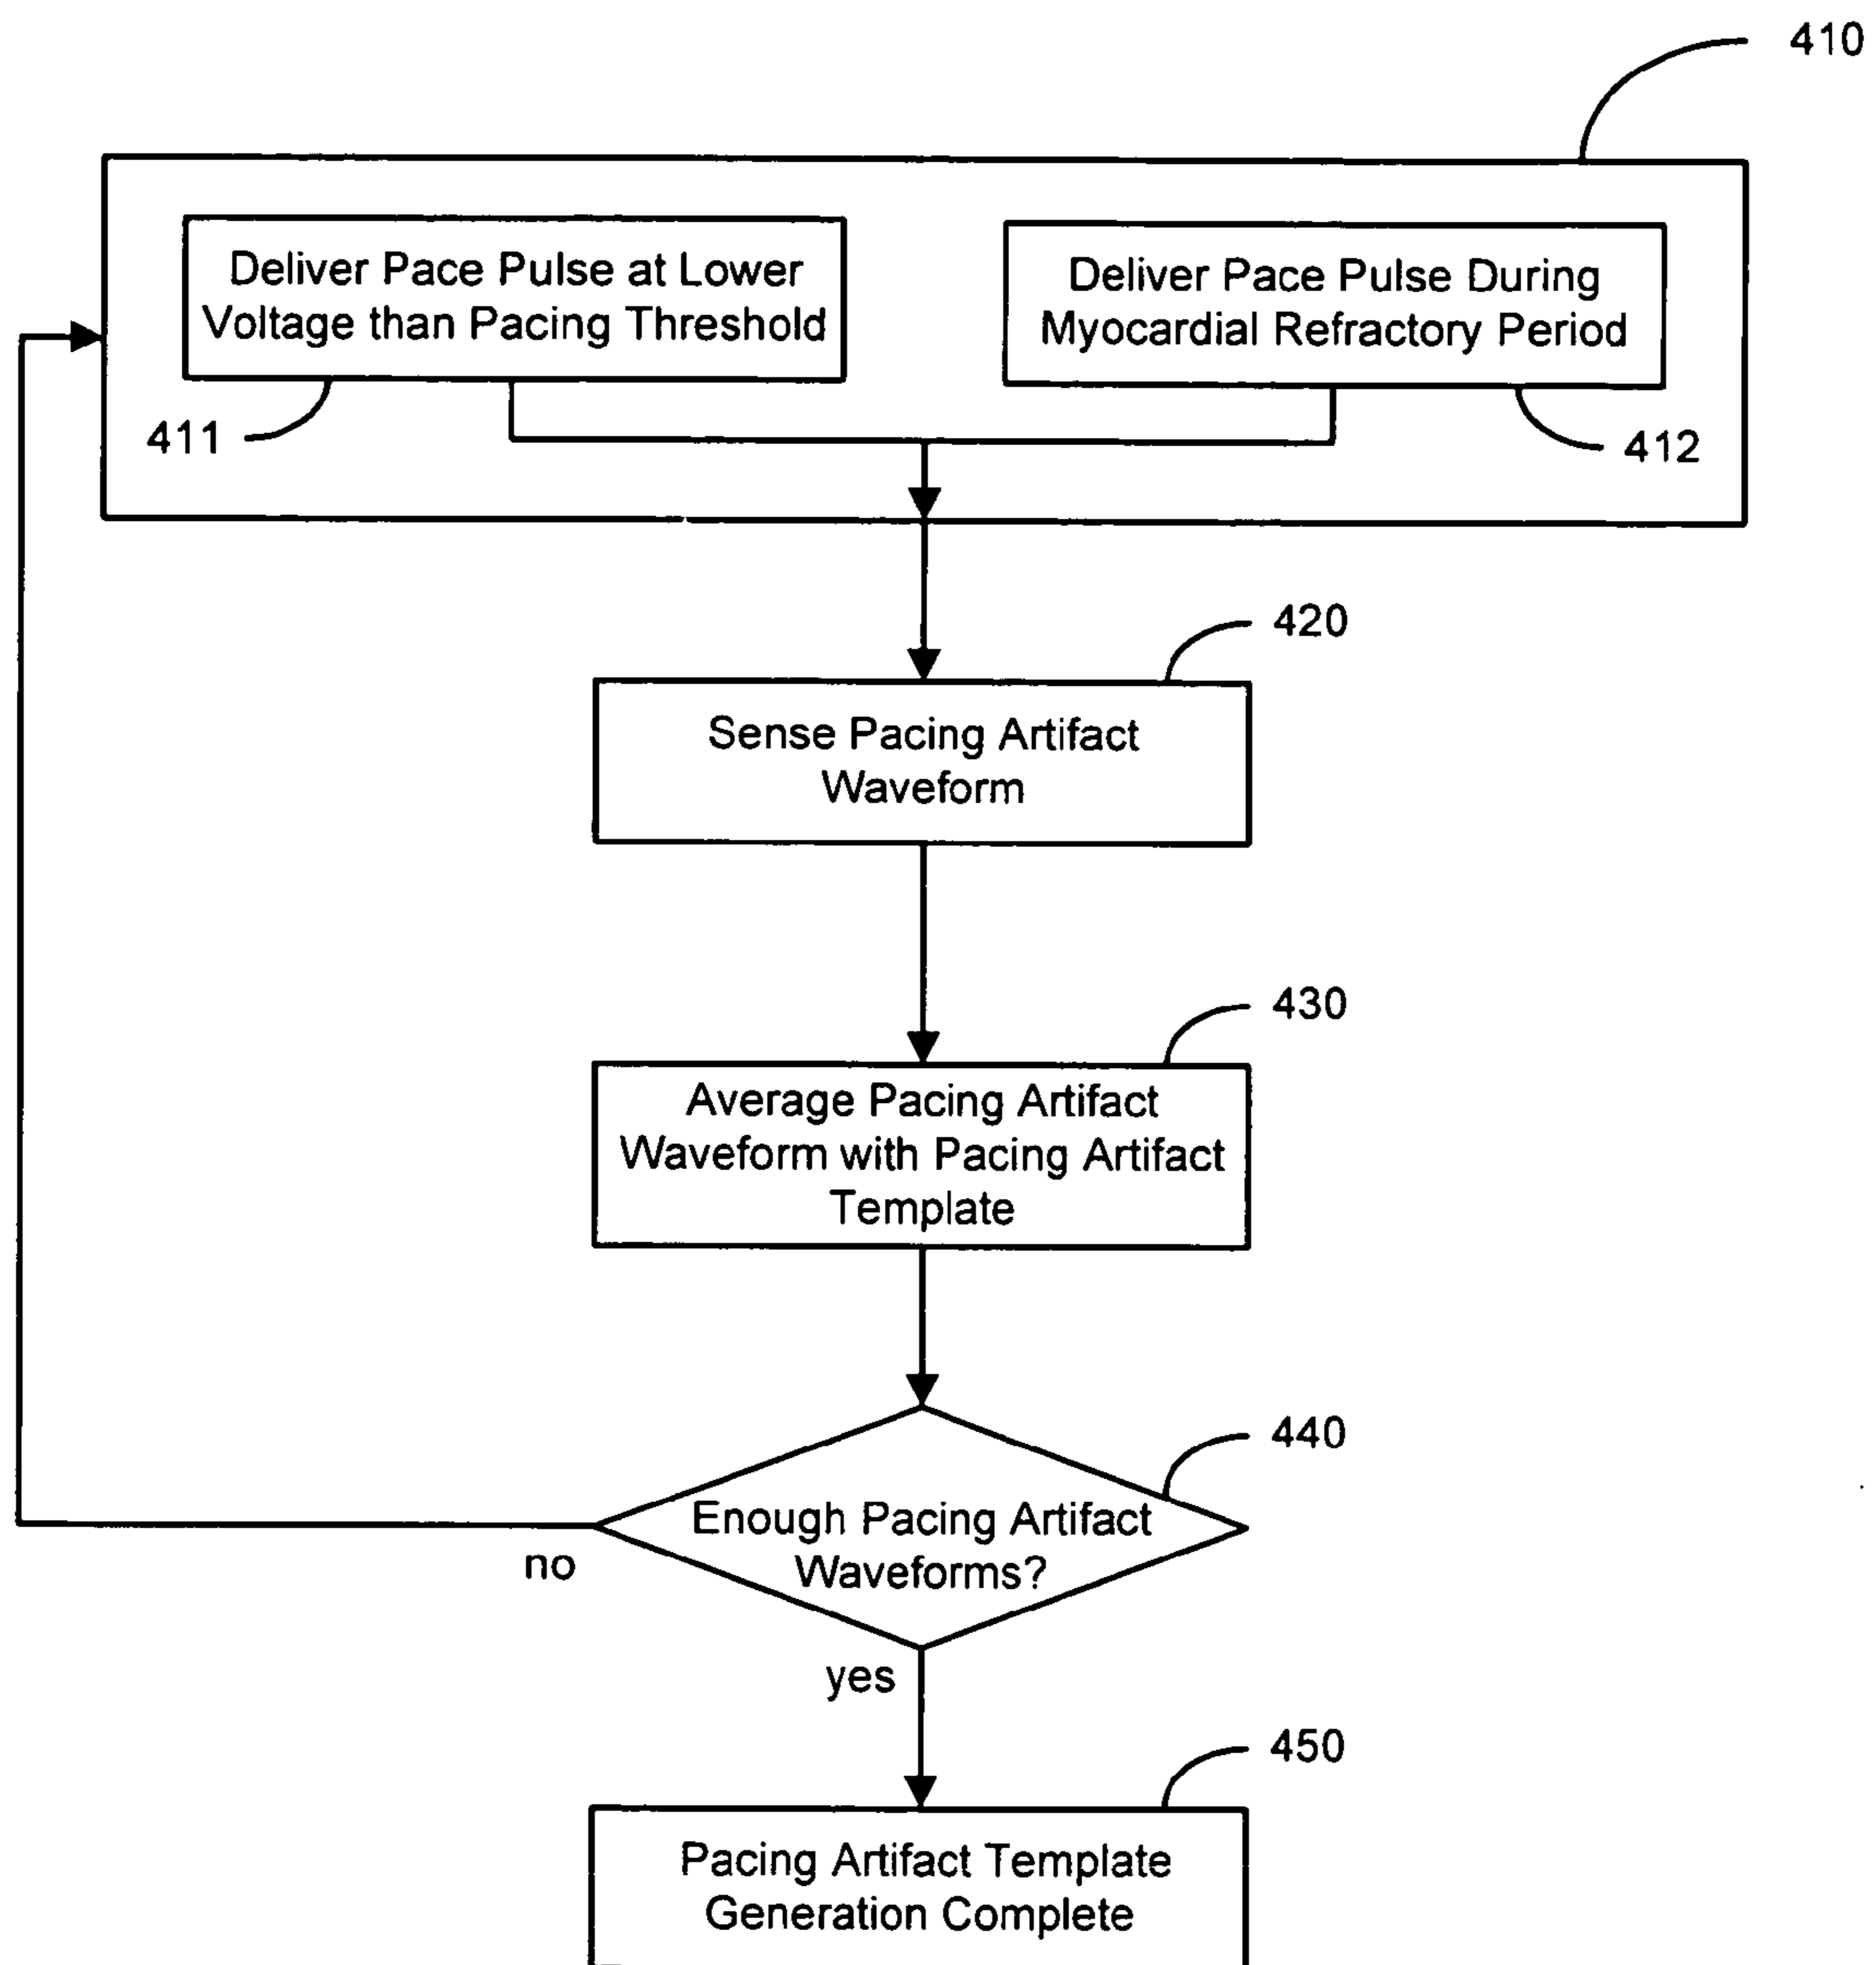 410
Deliver Pace Pulse at Lower
Voltage than Pacing Threshold
Deliver Pace Pulse During
Myocardial Refractory Period
411
412
420
Sense Pacing Artifact
Waveform
430
Average Pacing Artifact
Waveform with Pacing Artifact
Template
440
Enough Pacing Artifact
Waveforms?
no
yes
450
Pacing Artifact Template
Generation Complete